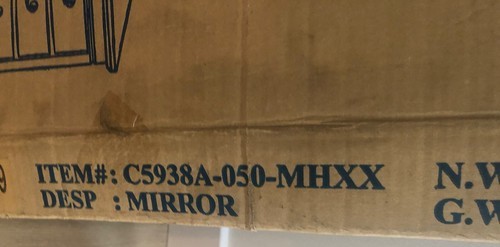 ITEM#: C5938A-050-MHXX N.W
DESP : MIRROR G.W